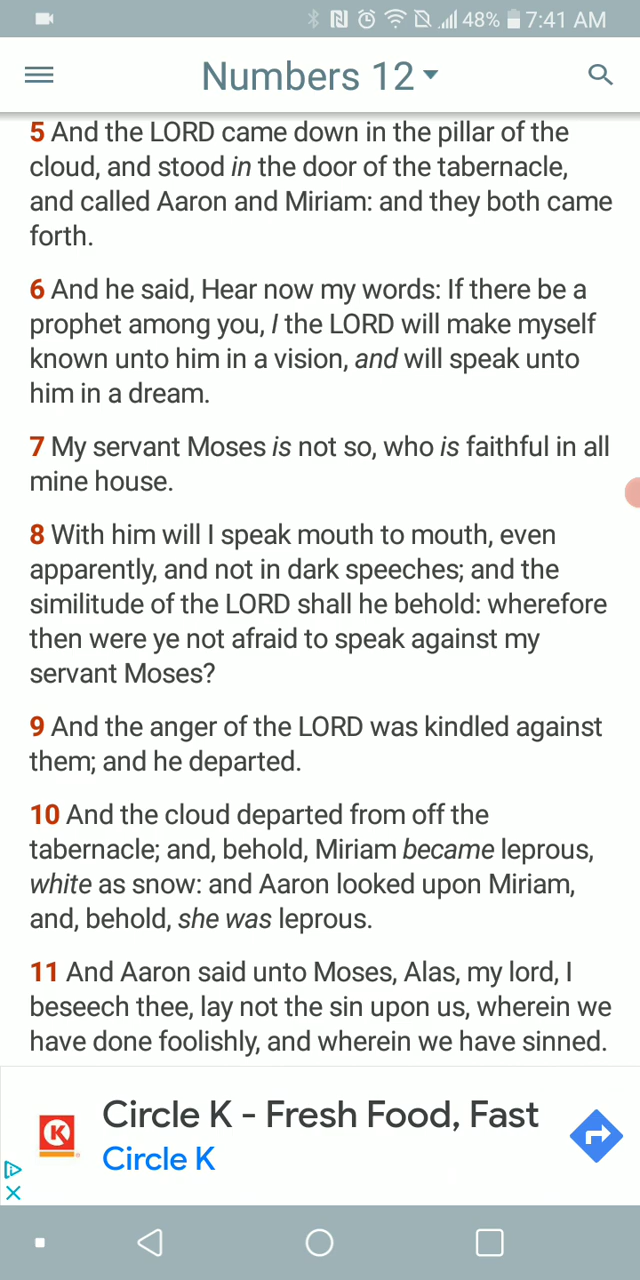 48% 7:41 AM
Numbers 12
5 And the LORD came down in the pillar of the
cloud, and stood in the door of the tabernacle,
and called Aaron and Miriam: and they both came
forth.
6 And he said, Hear now my words: If there be a
prophet among you, I the LORD will make myself
known unto him in a vision, and will speak unto
him in a dream.
7 My servant Moses is not so, who is faithful in all
mine house.
8 With him will I speak mouth to mouth, even
apparently, and not in dark speeches; and the
similitude of the LORD shall he behold: wherefore
then were ye not afraid to speak against my
servant Moses?
9 And the anger of the LORD was kindled against
them; and he departed.
10 And the cloud departed from off the
tabernacle; and, behold, Miriam became leprous,
white as snow: and Aaron looked upon Miriam,
and, behold, she was leprous.
11 And Aaron said unto Moses, Alas, my lord, I
beseech thee, lay not the sin upon us, wherein we
have done foolishly, and wherein we have sinned.
Circle K - Fresh Food, Fast
K
Circle K